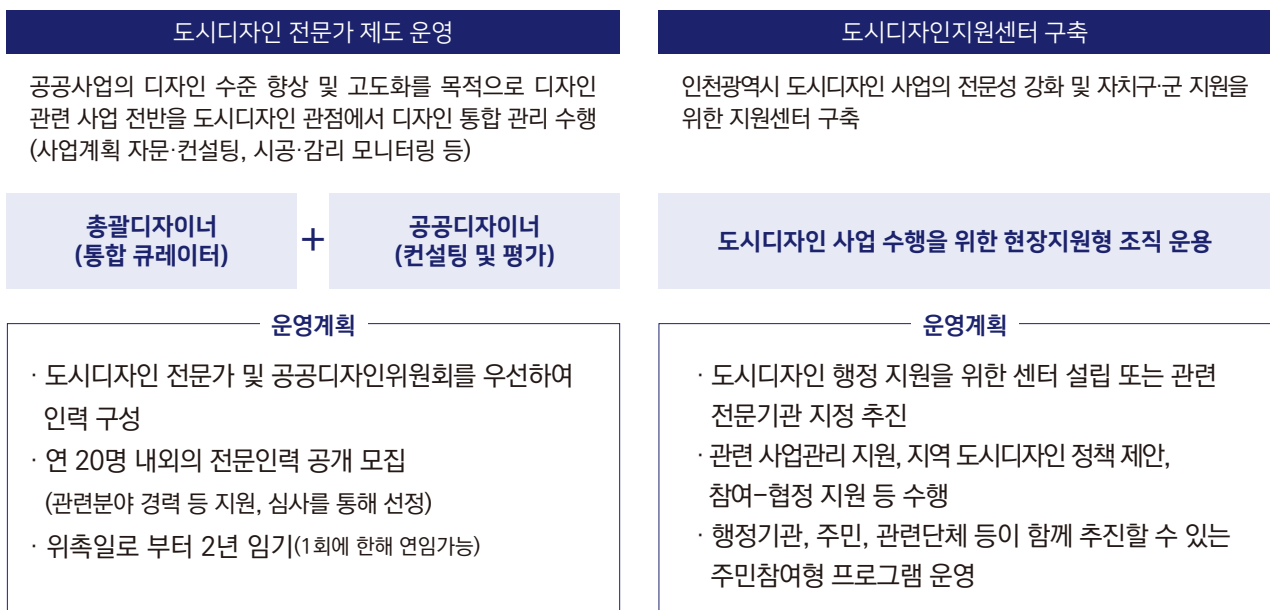 도시디자인 전문가 제도 운영
공공사업의 디자인 수준 향상 및 고도화를 목적으로 디자인
관련 사업 전반을 도시디자인 관점에서 디자인 통합 관리 수행
(사업계획 자문·컨설팅, 시공·감리 모니터링 등)
총괄디자이너
(통합 큐레이터)
+
공공디자이너
(컨설팅 및 평가)
운영계획
· 도시디자인 전문가 및 공공디자인위원회를 우선하여
인력 구성
· 연 20명 내외의 전문인력 공개 모집
(관련분야 경력 등 지원, 심사를 통해 선정)
· 위촉일로 부터 2년 임기(1회에 한해 연임가능)
도시디자인지원센터 구축
인천광역시 도시디자인 사업의 전문성 강화 및 자치구·군 지원을
위한 지원센터 구축
도시디자인 사업 수행을 위한 현장지원형 조직 운용
운영계획
· 도시디자인 행정 지원을 위한 센터 설립 또는 관련
전문기관 지정 추진
· 관련 사업관리 지원, 지역 도시디자인 정책 제안,
참여-협정 지원 등 수행
· 행정기관, 주민, 관련단체 등이 함께 추진할 수 있는
주민참여형 프로그램 운영